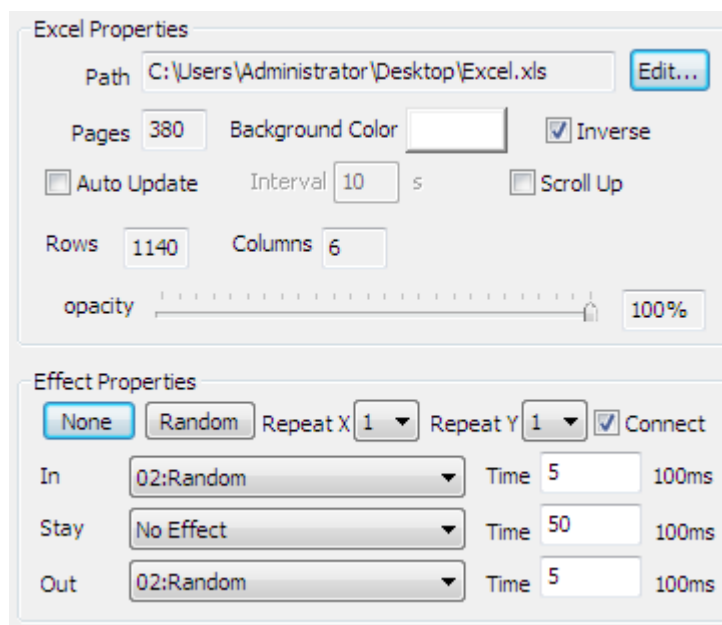 Excel Properties
Path C:\Users\Administrator\Desktop\Excel.xls Edit...
Pages 380 Background Color Inverse
Auto Update Interval 10 s Scroll Up
Rows 1140 Columns 6
opacity 100%
Effect Properties
None Random Repeat X 1 Repeat Y 1 Connect
In 02:Random Time 5 100ms
Stay No Effect Time 50 100ms
Out 02:Random Time 5 100ms